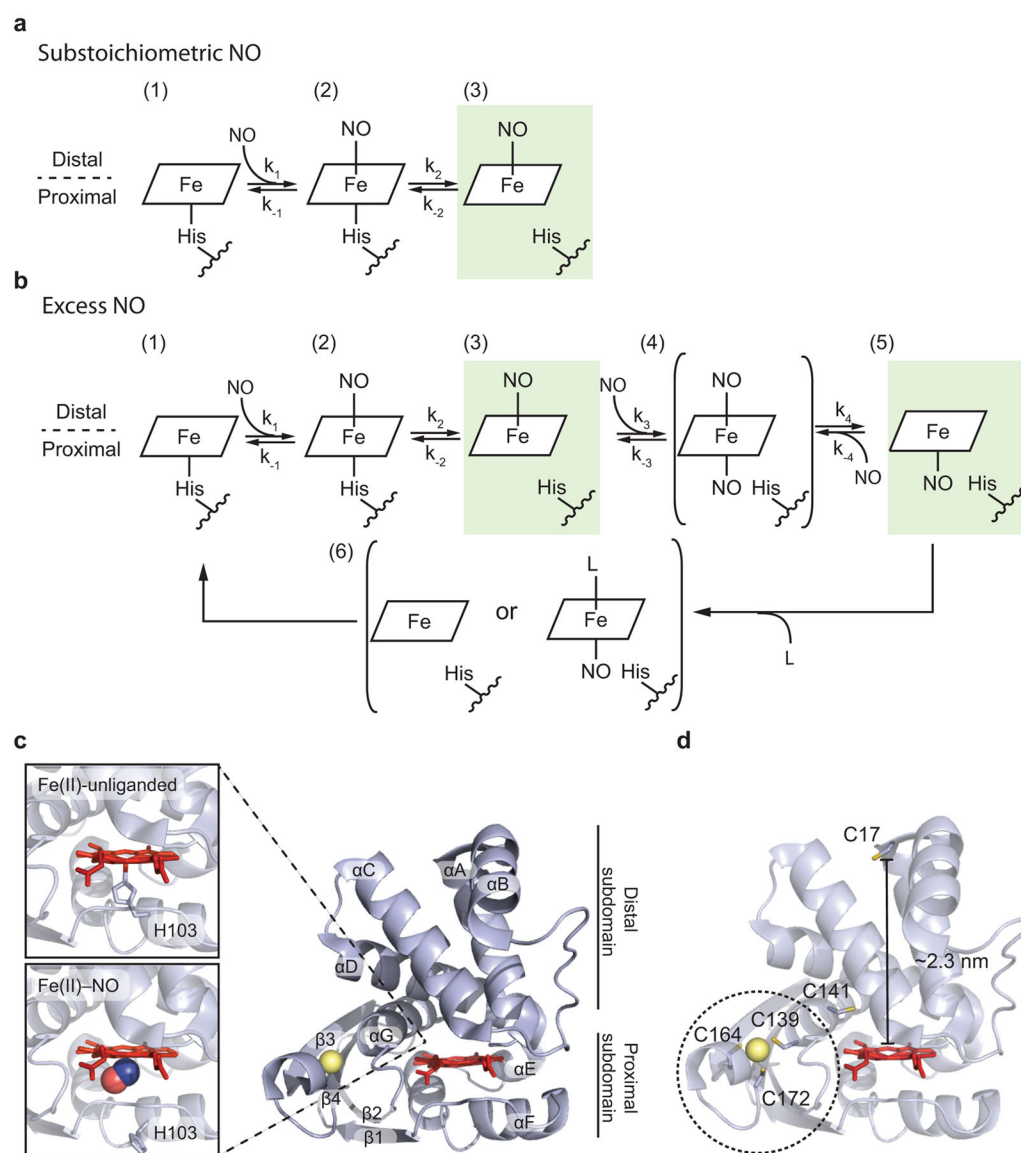 a
Substoichiometric NO
(1) (2) (3)
NO NO NO
Distal
Proximal
Fe k1 k-1 Fe k2 k-2 Fe
His His His
b
Excess NO
(1) (2) (3) (4) (5)
NO NO NO NO NO
Distal
Proximal
Fe k1 k-1 Fe k2 k-2 Fe k3 k-3 Fe k4 k-4 Fe
His His His NO His NO NO His
(6)
L
Fe or Fe
His NO His L
c
Fe(II)-unliganded
H103
Fe(II)–NO
H103
αC αA αB
αD
β3 αG
αE
β4 β2
β1 αF
Distal
subdomain
Proximal
subdomain
d
C17
~2.3 nm
C141
C164 C139
C172